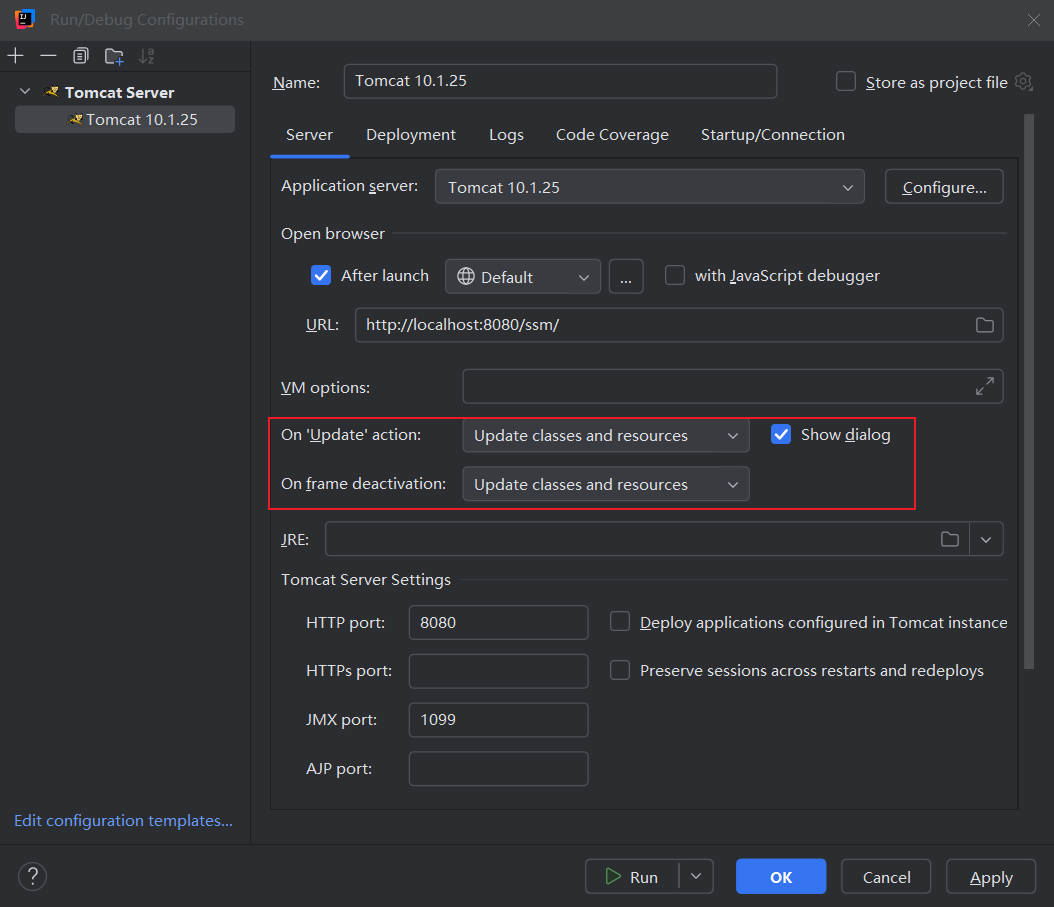 Run/Debug Configurations
Tomcat Server
Tomcat 10.1.25
Edit configuration templates...
Name: Tomcat 10.1.25 Store as project file
Server Deployment Logs Code Coverage Startup/Connection
Application server: Tomcat 10.1.25 Configure...
Open browser
After launch Default ... with JavaScript debugger
URL: http://localhost:8080/ssm/
VM options:
On 'Update' action: Update classes and resources Show dialog
On frame deactivation: Update classes and resources
JRE:
Tomcat Server Settings
HTTP port: 8080 Deploy applications configured in Tomcat instance
HTTPs port: Preserve sessions across restarts and redeploys
JMX port: 1099
AJP port:
? Run OK Cancel Apply